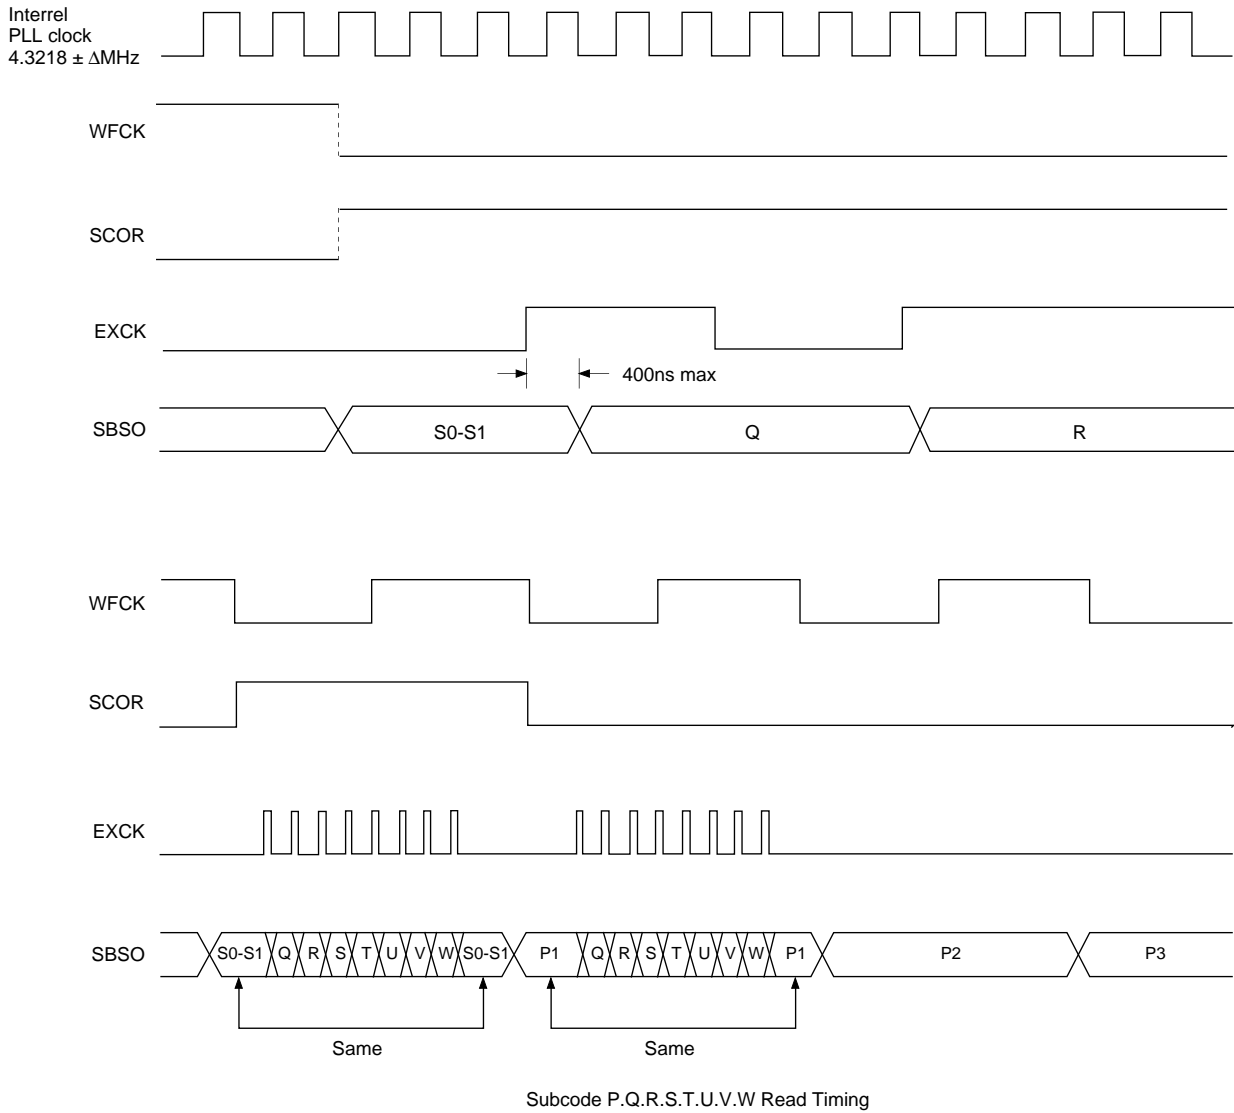 Interrel
PLL clock
4.3218 ± ΔMHz
WFCK
SCOR
EXCK
400ns max
SBSO
S0-S1
Q
R
WFCK
SCOR
EXCK
SBSO
S0-S1 Q R S T U V W S0-S1 P1 Q R S T U V W P1 P2 P3
Same
Same
Subcode P.Q.R.S.T.U.V.W Read Timing